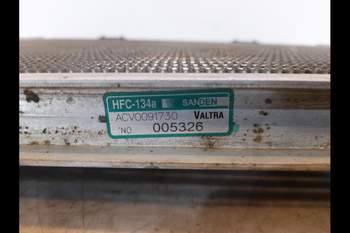 HFC-134a SANDEN
ACV0091730 VALTRA
NO. 005326